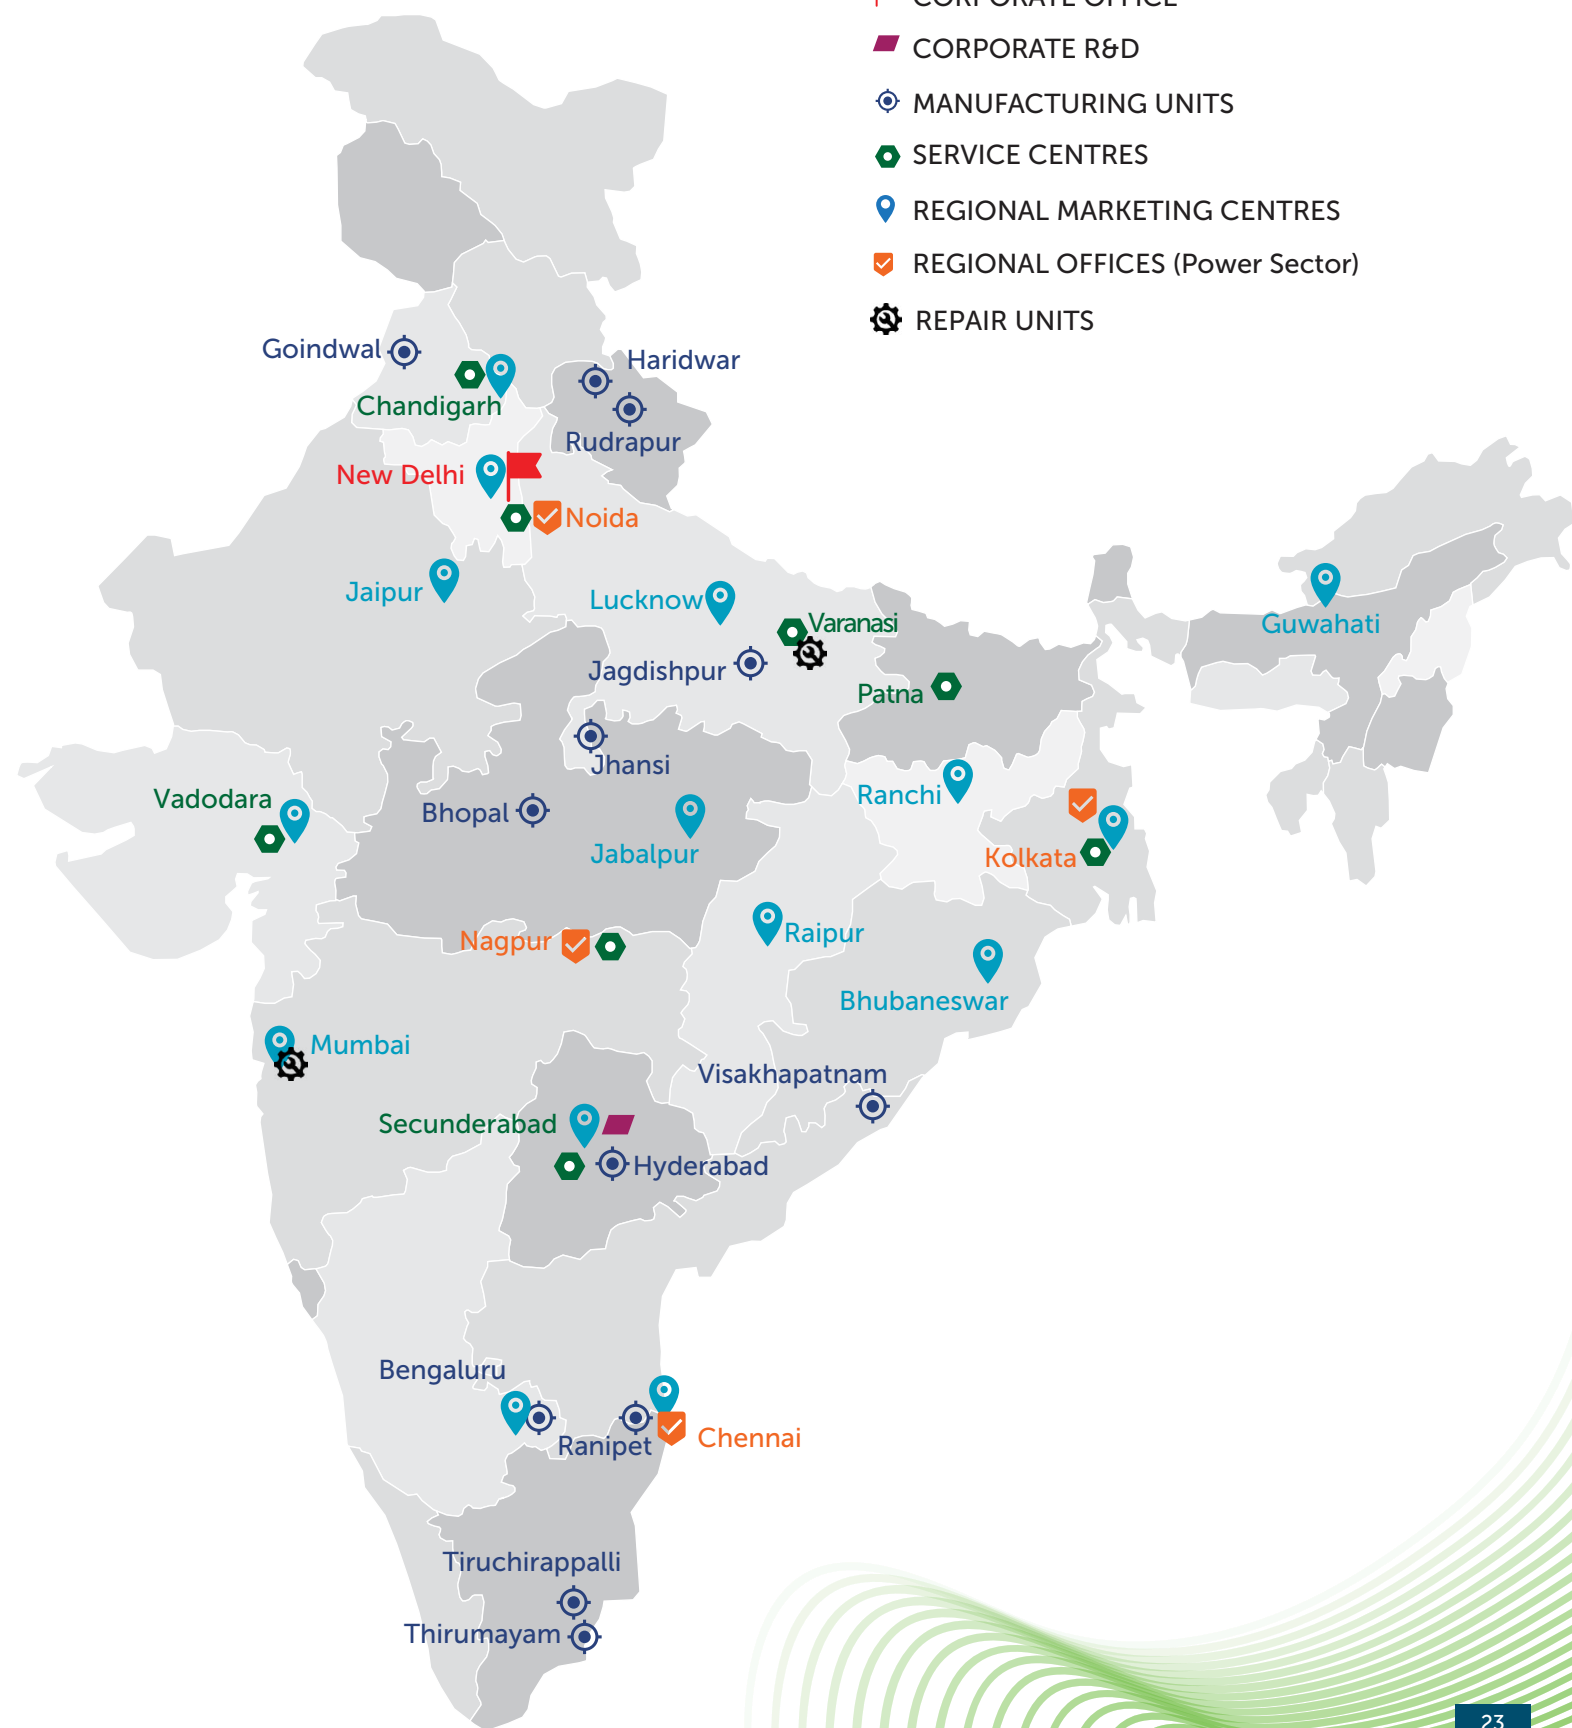 CORPORATE OFFICE
CORPORATE R&D
MANUFACTURING UNITS
SERVICE CENTRES
REGIONAL MARKETING CENTRES
REGIONAL OFFICES (Power Sector)
REPAIR UNITS
Goindwal
Haridwar
Chandigarh
Rudrapur
New Delhi
Noida
Jaipur
Lucknow
Varanasi
Guwahati
Jagdishpur
Patna
Jhansi
Vadodara
Ranchi
Bhopal
Jabalpur
Kolkata
Nagpur
Raipur
Bhubaneswar
Mumbai
Visakhapatnam
Secunderabad
Hyderabad
Bengaluru
Ranipet
Chennai
Tiruchirappalli
Thirumayam
23